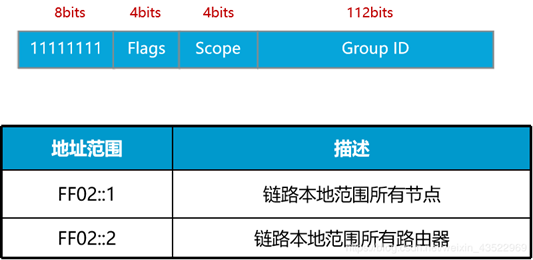 8bits 4bits 4bits 112bits
11111111 Flags Scope Group ID
地址范围 描述
FF02::1 链路本地范围所有节点
FF02::2 链路本地范围所有路由器